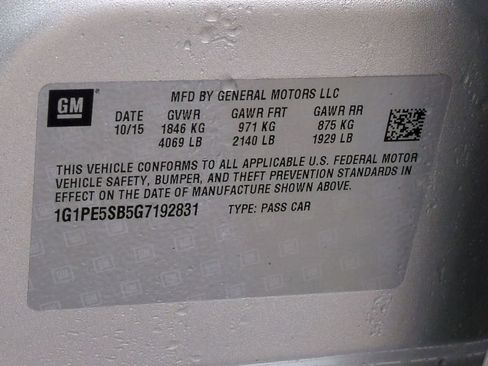 GM
MFD BY GENERAL MOTORS LLC
DATE GVWR GAWR FRT GAWR RR
10/15 1846 KG 971 KG 875 KG
4069 LB 2140 LB 1929 LB
THIS VEHICLE CONFORMS TO ALL APPLICABLE U.S. FEDERAL MOTOR
VEHICLE SAFETY, BUMPER, AND THEFT PREVENTION STANDARDS IN
EFFECT ON THE DATE OF MANUFACTURE SHOWN ABOVE.
1G1PE5SB5G7192831 TYPE: PASS CAR